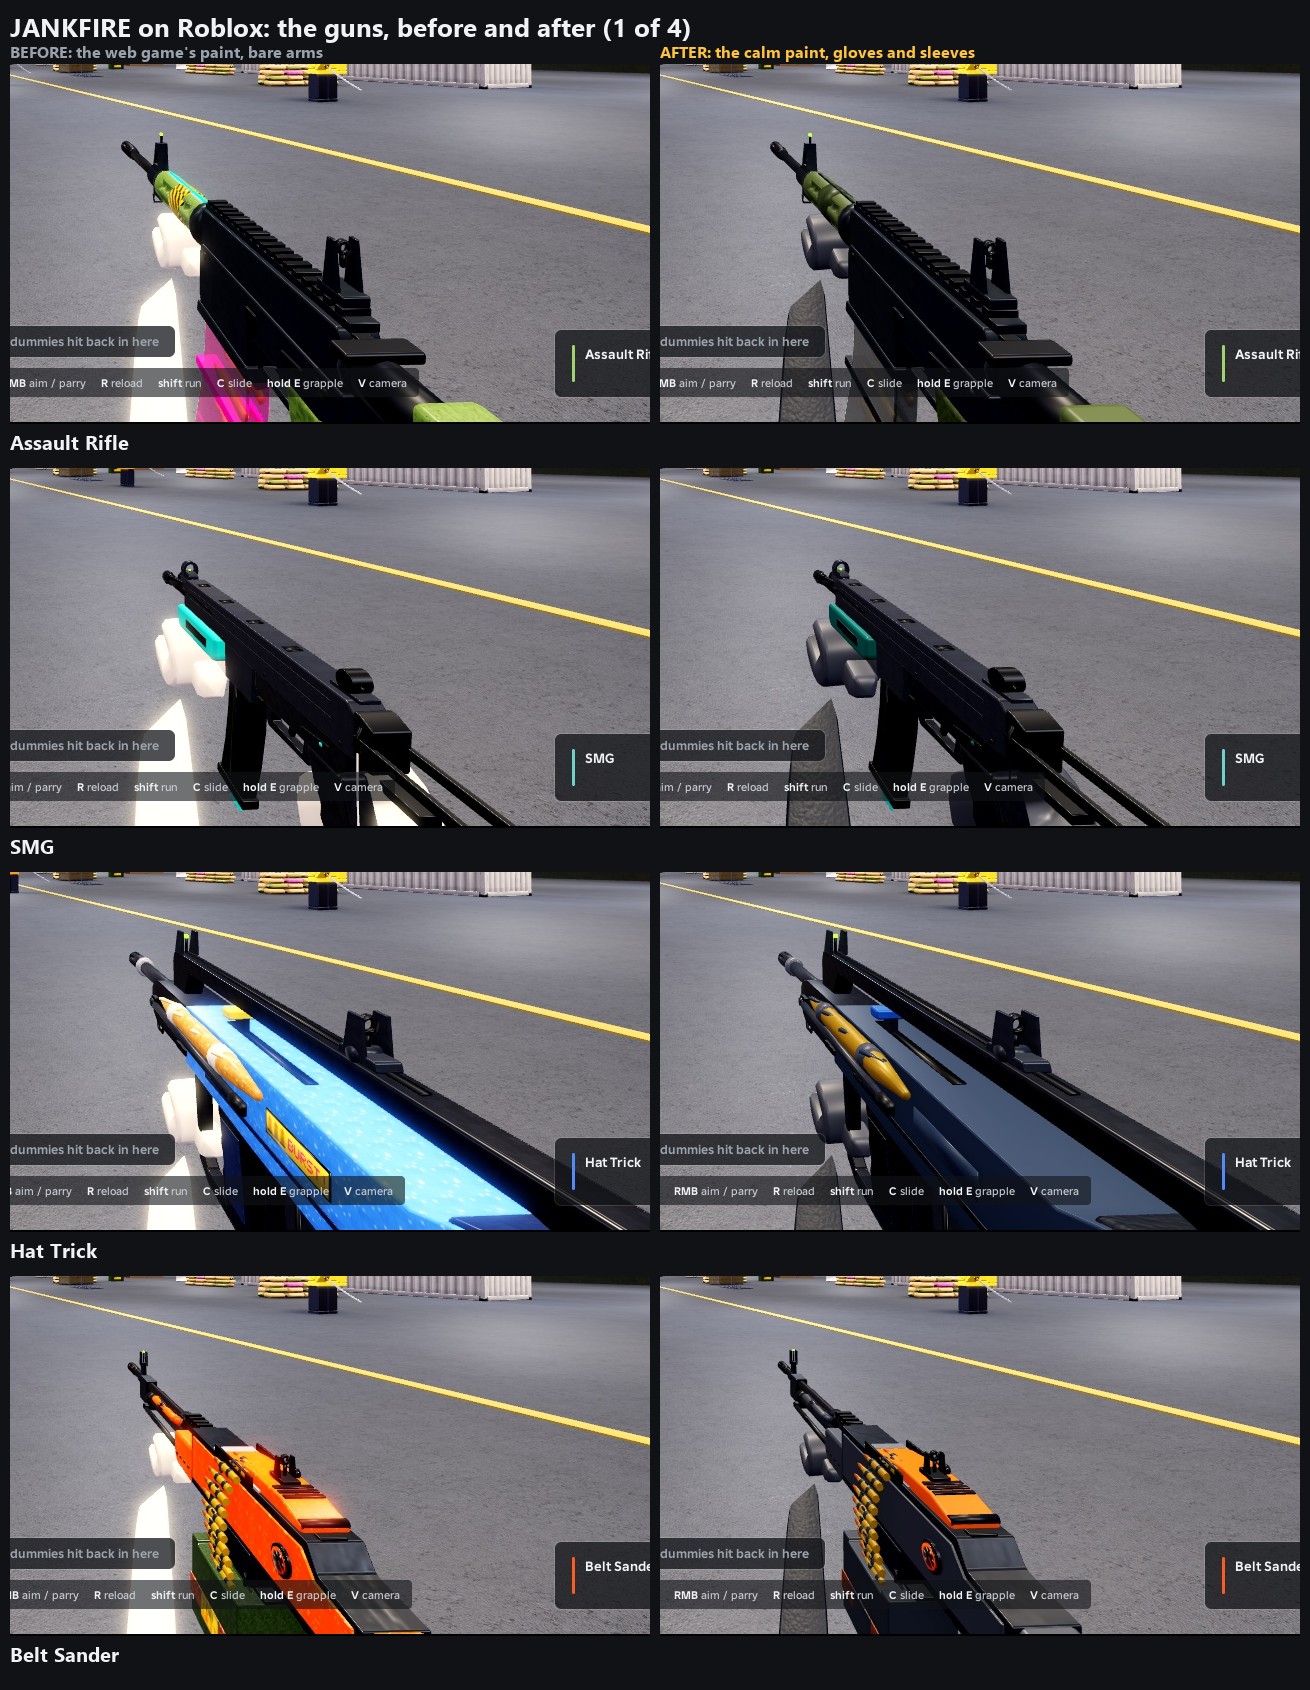 JANKFIRE on Roblox: the guns, before and after (1 of 4)
BEFORE: the web game's paint, bare arms
AFTER: the calm paint, gloves and sleeves
dummies hit back in here
MB aim / parry R reload shift run C slide hold E grapple V camera
Assault Rif
dummies hit back in here
MB aim / parry R reload shift run C slide hold E grapple V camera
Assault Rif
Assault Rifle
dummies hit back in here
im / parry R reload shift run C slide hold E grapple V camera
SMG
dummies hit back in here
im / parry R reload shift run C slide hold E grapple V camera
SMG
SMG
BURST
dummies hit back in here
aim / parry R reload shift run C slide hold E grapple V camera
Hat Trick
dummies hit back in here
RMB aim / parry R reload shift run C slide hold E grapple V camera
Hat Trick
Hat Trick
dummies hit back in here
MB aim / parry R reload shift run C slide hold E grapple V camera
Belt Sande
dummies hit back in here
RMB aim / parry R reload shift run C slide hold E grapple V camera
Belt Sande
Belt Sander